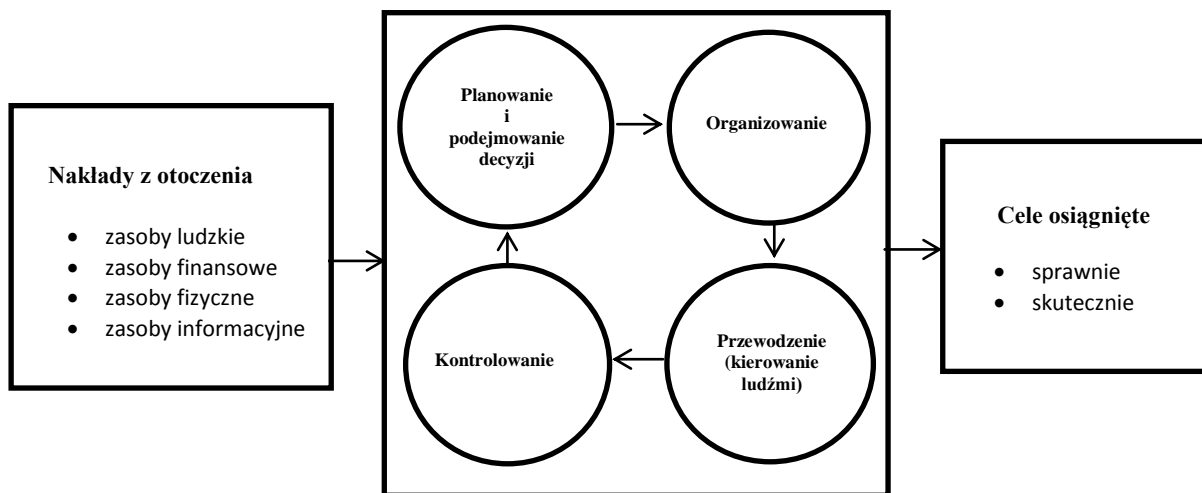 Nakłady z otoczenia
• zasoby ludzkie
• zasoby finansowe
• zasoby fizyczne
• zasoby informacyjne
Planowanie
i
podejmowanie
decyzji
Organizowanie
Kontrolowanie
Przewodzenie
(kierowanie
ludźmi)
Cele osiągnięte
• sprawnie
• skutecznie